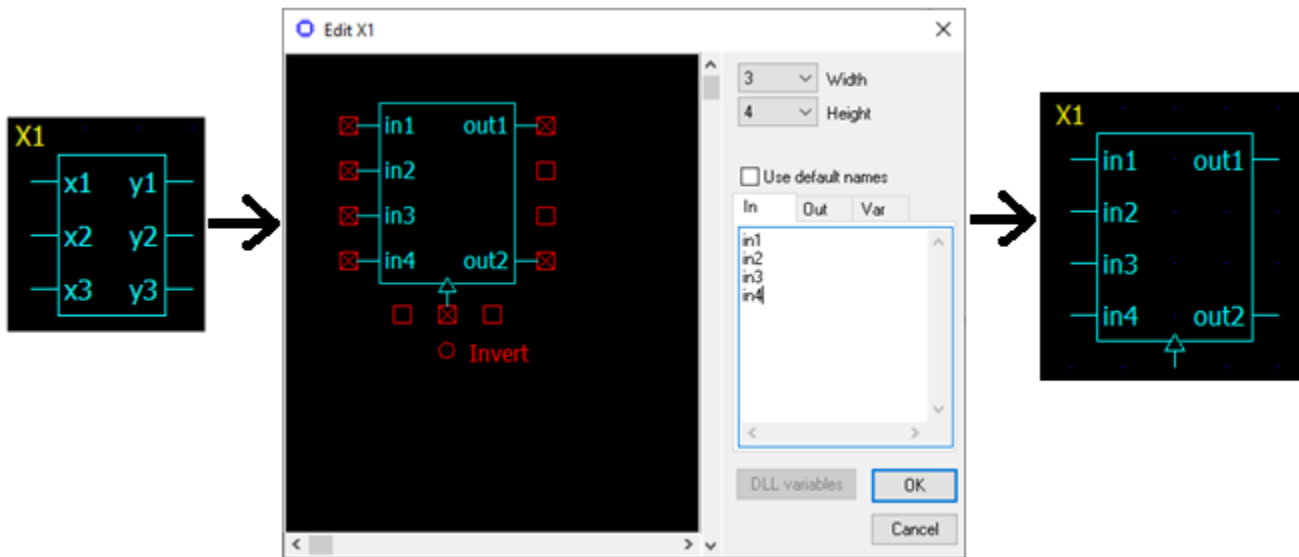 X1
x1 y1
x2 y2
x3 y3
Edit X1
in1 out1
in2
in3
in4 out2
Invert
3 Width
4 Height
Use default names
In Out Var
in1
in2
in3
in4
DLL variables OK
Cancel
X1
in1 out1
in2
in3
in4 out2